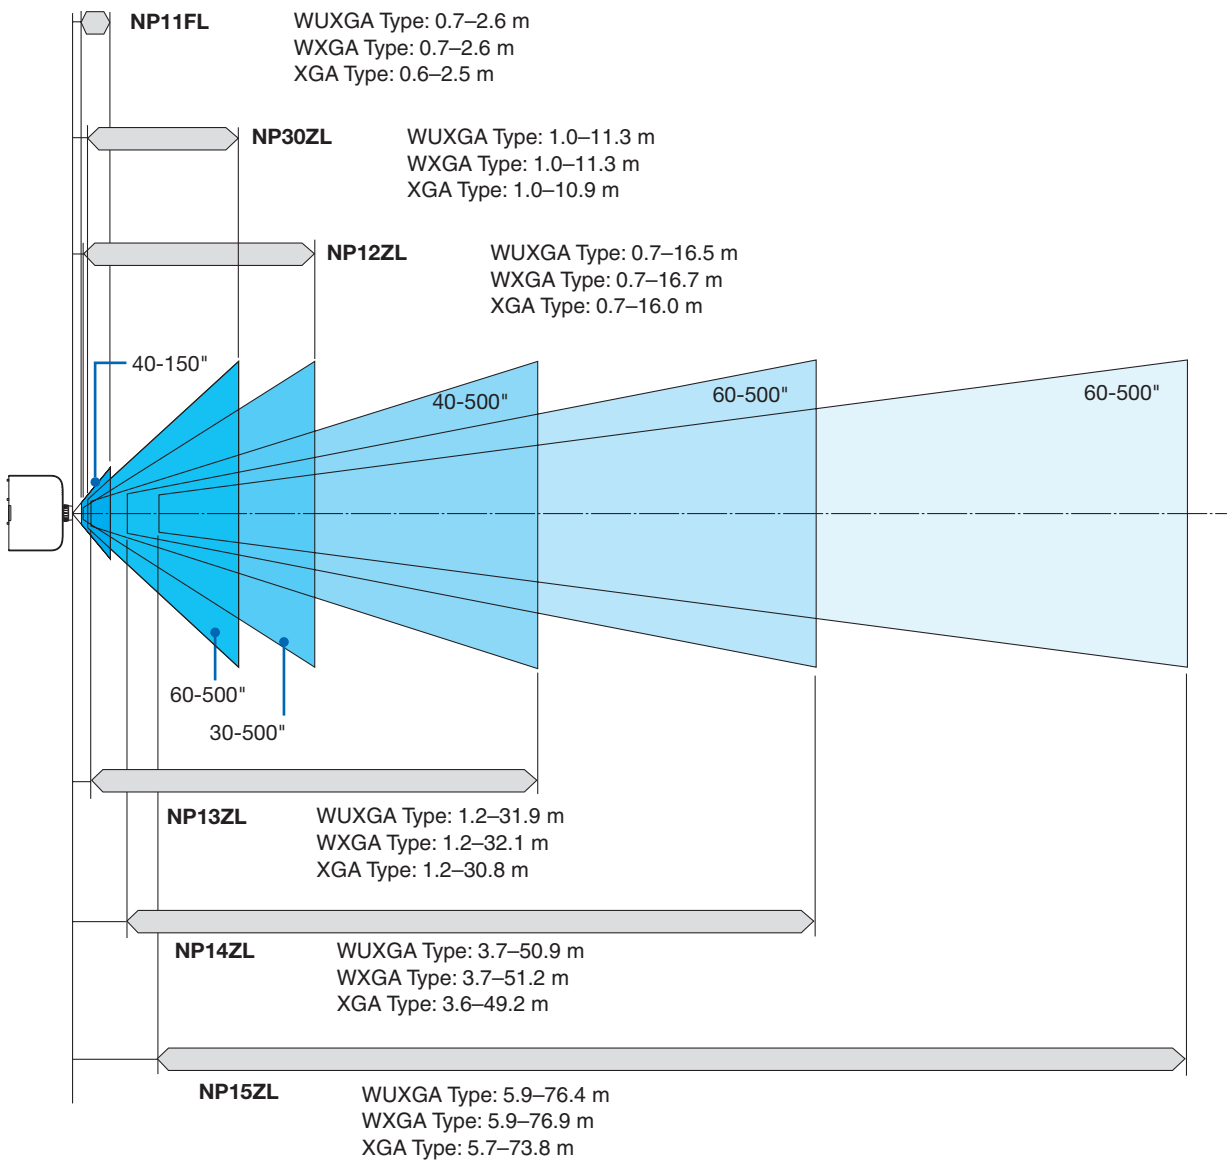 NP11FL
WUXGA Type: 0.7–2.6 m
WXGA Type: 0.7–2.6 m
XGA Type: 0.6–2.5 m
NP30ZL
WUXGA Type: 1.0–11.3 m
WXGA Type: 1.0–11.3 m
XGA Type: 1.0–10.9 m
NP12ZL
WUXGA Type: 0.7–16.5 m
WXGA Type: 0.7–16.7 m
XGA Type: 0.7–16.0 m
40-150"
40-500"
60-500"
60-500"
60-500"
30-500"
NP13ZL
WUXGA Type: 1.2–31.9 m
WXGA Type: 1.2–32.1 m
XGA Type: 1.2–30.8 m
NP14ZL
WUXGA Type: 3.7–50.9 m
WXGA Type: 3.7–51.2 m
XGA Type: 3.6–49.2 m
NP15ZL
WUXGA Type: 5.9–76.4 m
WXGA Type: 5.9–76.9 m
XGA Type: 5.7–73.8 m